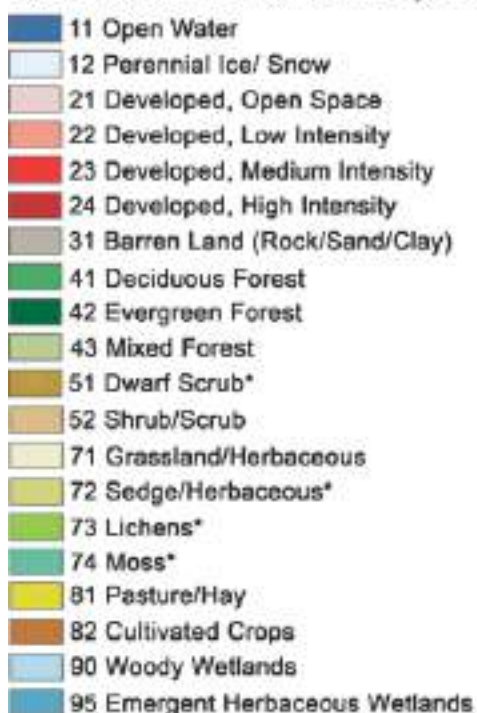 11 Open Water
12 Perennial Ice/ Snow
21 Developed, Open Space
22 Developed, Low Intensity
23 Developed, Medium Intensity
24 Developed, High Intensity
31 Barren Land (Rock/Sand/Clay)
41 Deciduous Forest
42 Evergreen Forest
43 Mixed Forest
51 Dwarf Scrub*
52 Shrub/Scrub
71 Grassland/Herbaceous
72 Sedge/Herbaceous*
73 Lichens*
74 Moss*
81 Pasture/Hay
82 Cultivated Crops
90 Woody Wetlands
95 Emergent Herbaceous Wetlands